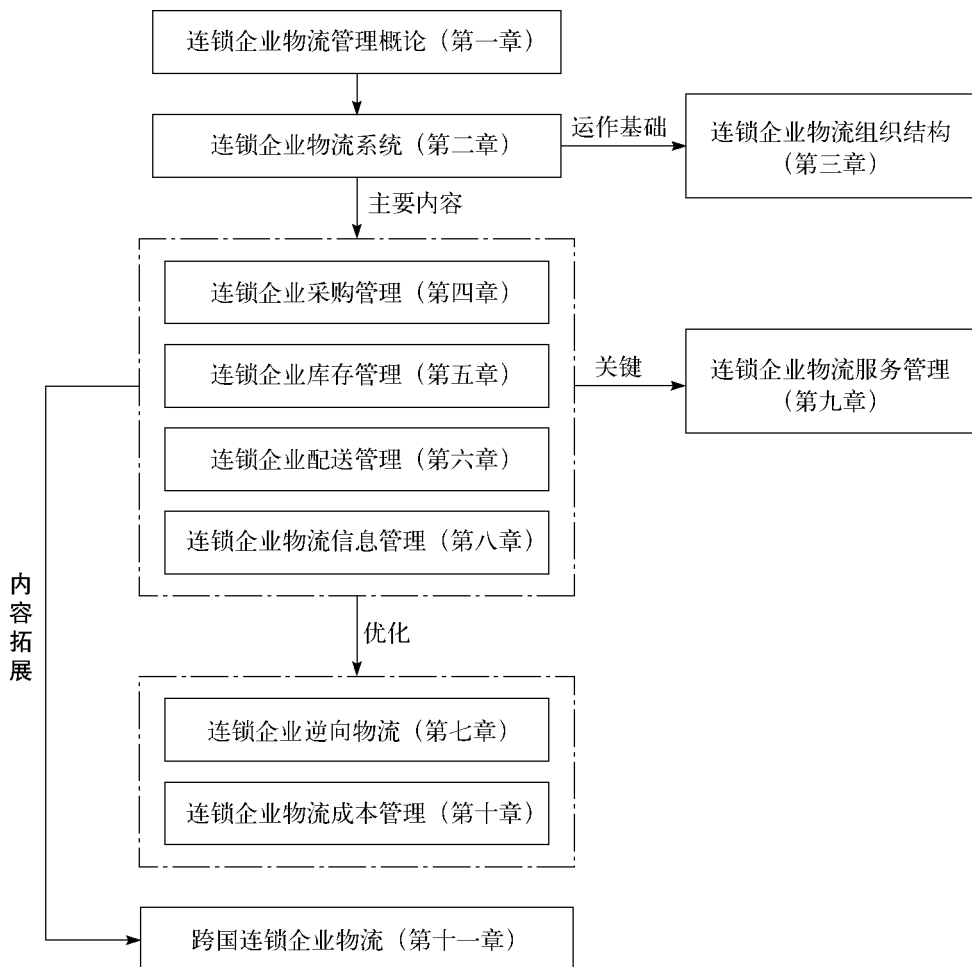 连锁企业物流管理概论（第一章）
连锁企业物流系统（第二章）
运作基础
连锁企业物流组织结构
（第三章）
主要内容
连锁企业采购管理（第四章）
连锁企业库存管理（第五章）
连锁企业配送管理（第六章）
连锁企业物流信息管理（第八章）
关键
连锁企业物流服务管理
（第九章）
内容拓展
优化
连锁企业逆向物流（第七章）
连锁企业物流成本管理（第十章）
跨国连锁企业物流（第十一章）